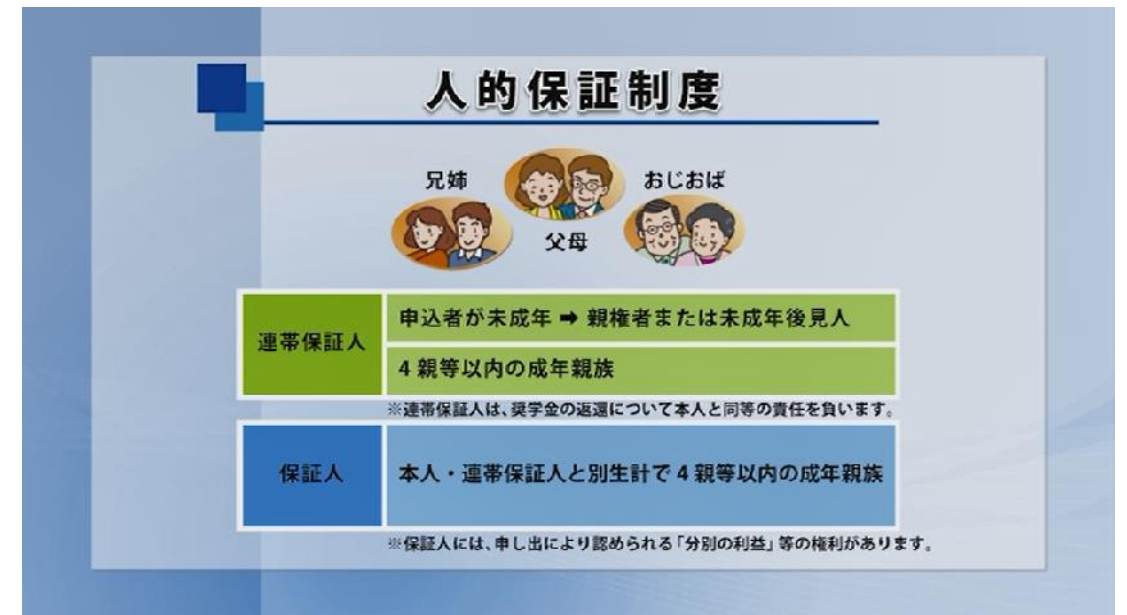 人的保証制度
兄姉
おじおば
父母
連帯保証人
申込者が未成年 ➡ 親権者または未成年後見人
4 親等以内の成年親族
※連帯保証人は、奨学金の返還について本人と同等の責任を負います。
保証人
本人・連帯保証人と別生計で 4 親等以内の成年親族
※保証人には、申し出により認められる「分別の利益」等の権利があります。